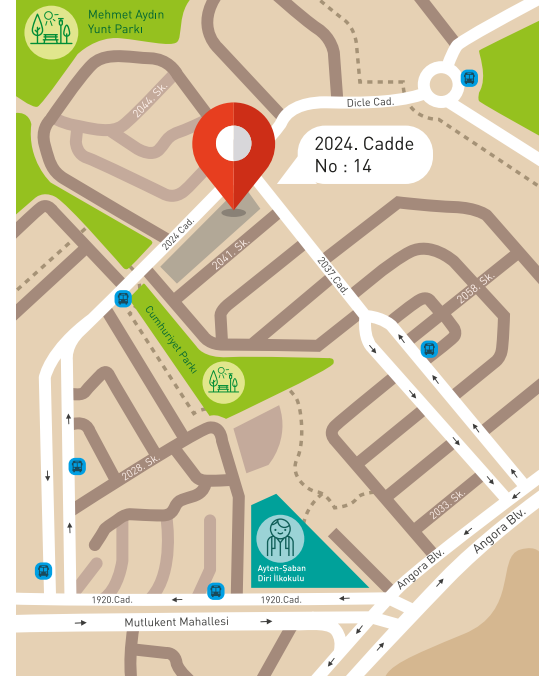 Mehmet Aydın
Yunt Parkı
2044. Sk.
Dicle Cad.
2024. Cadde
No : 14
2024 Cad.
2041. Sk.
2037.Cad.
2058. Sk.
Cumhuriyet Parkı
2028. Sk.
2033. Sk.
Angora Blv.
Angora Blv.
Ayten-Şaban
Diri İlkokulu
1920.Cad.
1920.Cad.
Mutlukent Mahallesi